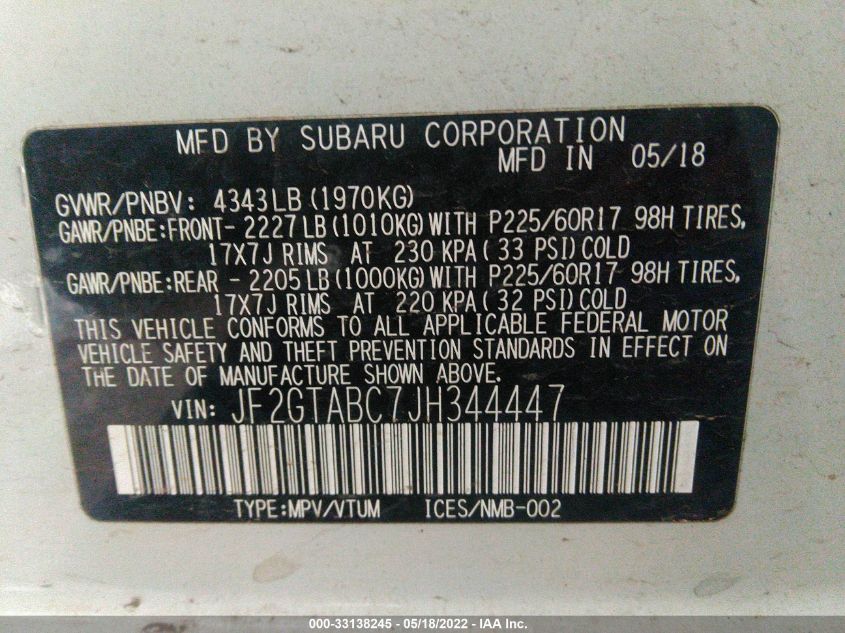 MFD BY SUBARU CORPORATION
MFD IN 05/18
GVWR/PNBV: 4343LB (1970KG)
GAWR/PNBE:FRONT- 2227LB (1010KG) WITH P225/60R17 98H TIRES,
17X7J RIMS AT 230 KPA ( 33 PSI) COLD
GAWR/PNBE:REAR - 2205LB (1000KG) WITH P225/60R17 98H TIRES,
17X7J RIMS AT 220 KPA ( 32 PSI) COLD
THIS VEHICLE CONFORMS TO ALL APPLICABLE FEDERAL MOTOR
VEHICLE SAFETY AND THEFT PREVENTION STANDARDS IN EFFECT ON
THE DATE OF MANUFACTURE SHOWN ABOVE.
VIN: JF2GTABC7JH344447
TYPE:MPV/VTUM ICES/NMB-002
000-33138245 - 05/18/2022 - IAA Inc.